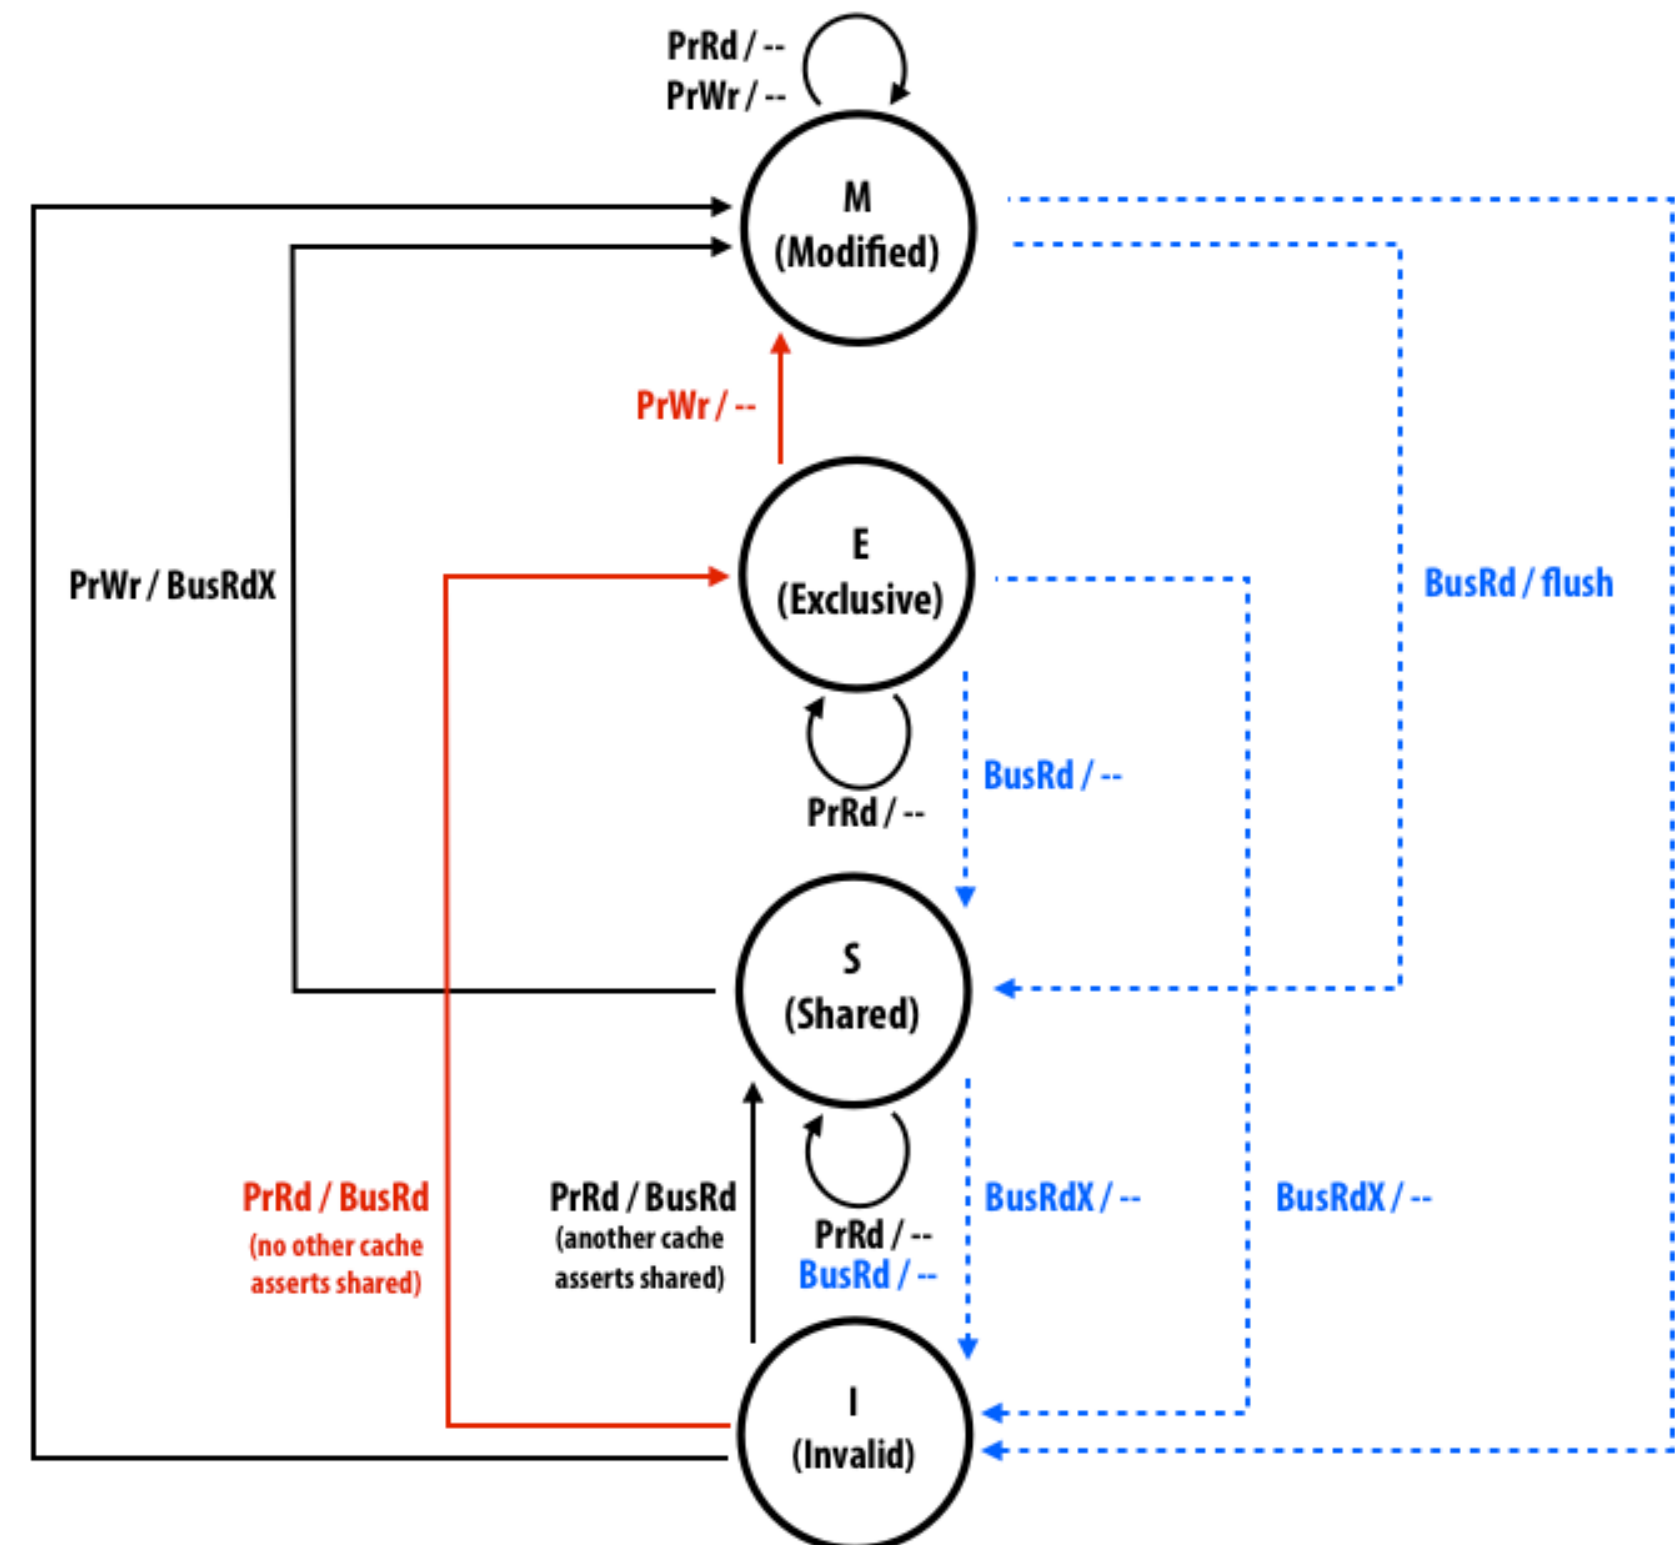 PrRd / --
PrWr / --
M
(Modified)
PrWr / --
E
(Exclusive)
PrWr / BusRdX
BusRd / flush
BusRd / --
PrRd / --
S
(Shared)
PrRd / BusRd
(no other cache
asserts shared)
PrRd / BusRd
(another cache
asserts shared)
PrRd / --
BusRd / --
BusRdX / --
BusRdX / --
I
(Invalid)